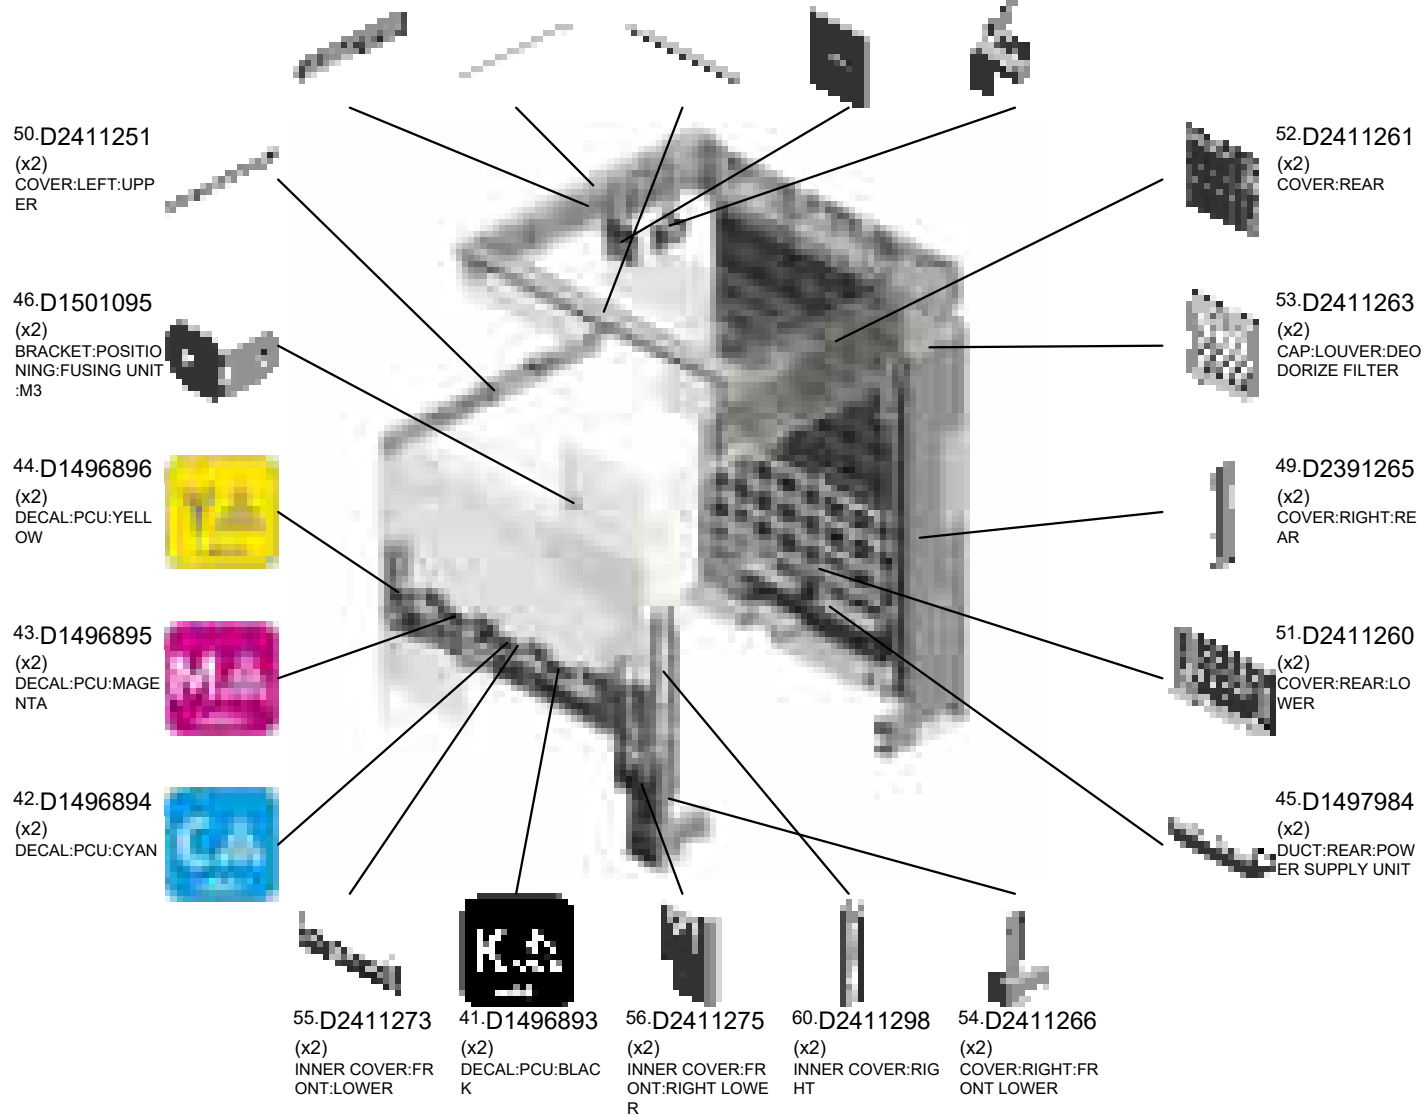 50.D2411251
(x2)
COVER:LEFT:UPP
ER
52.D2411261
(x2)
COVER:REAR
46.D1501095
(x2)
BRACKET:POSITIO
NING:FUSING UNIT
:M3
53.D2411263
(x2)
CAP:LOUVER:DEO
DORIZE FILTER
44.D1496896
(x2)
DECAL:PCU:YELL
OW
Y
49.D2391265
(x2)
COVER:RIGHT:RE
AR
43.D1496895
(x2)
DECAL:PCU:MAGE
NTA
M
51.D2411260
(x2)
COVER:REAR:LO
WER
42.D1496894
(x2)
DECAL:PCU:CYAN
C
45.D1497984
(x2)
DUCT:REAR:POW
ER SUPPLY UNIT
K
55.D2411273
(x2)
INNER COVER:FR
ONT:LOWER
41.D1496893
(x2)
DECAL:PCU:BLAC
K
56.D2411275
(x2)
INNER COVER:FR
ONT:RIGHT LOWE
R
60.D2411298
(x2)
INNER COVER:RIG
HT
54.D2411266
(x2)
COVER:RIGHT:FR
ONT LOWER